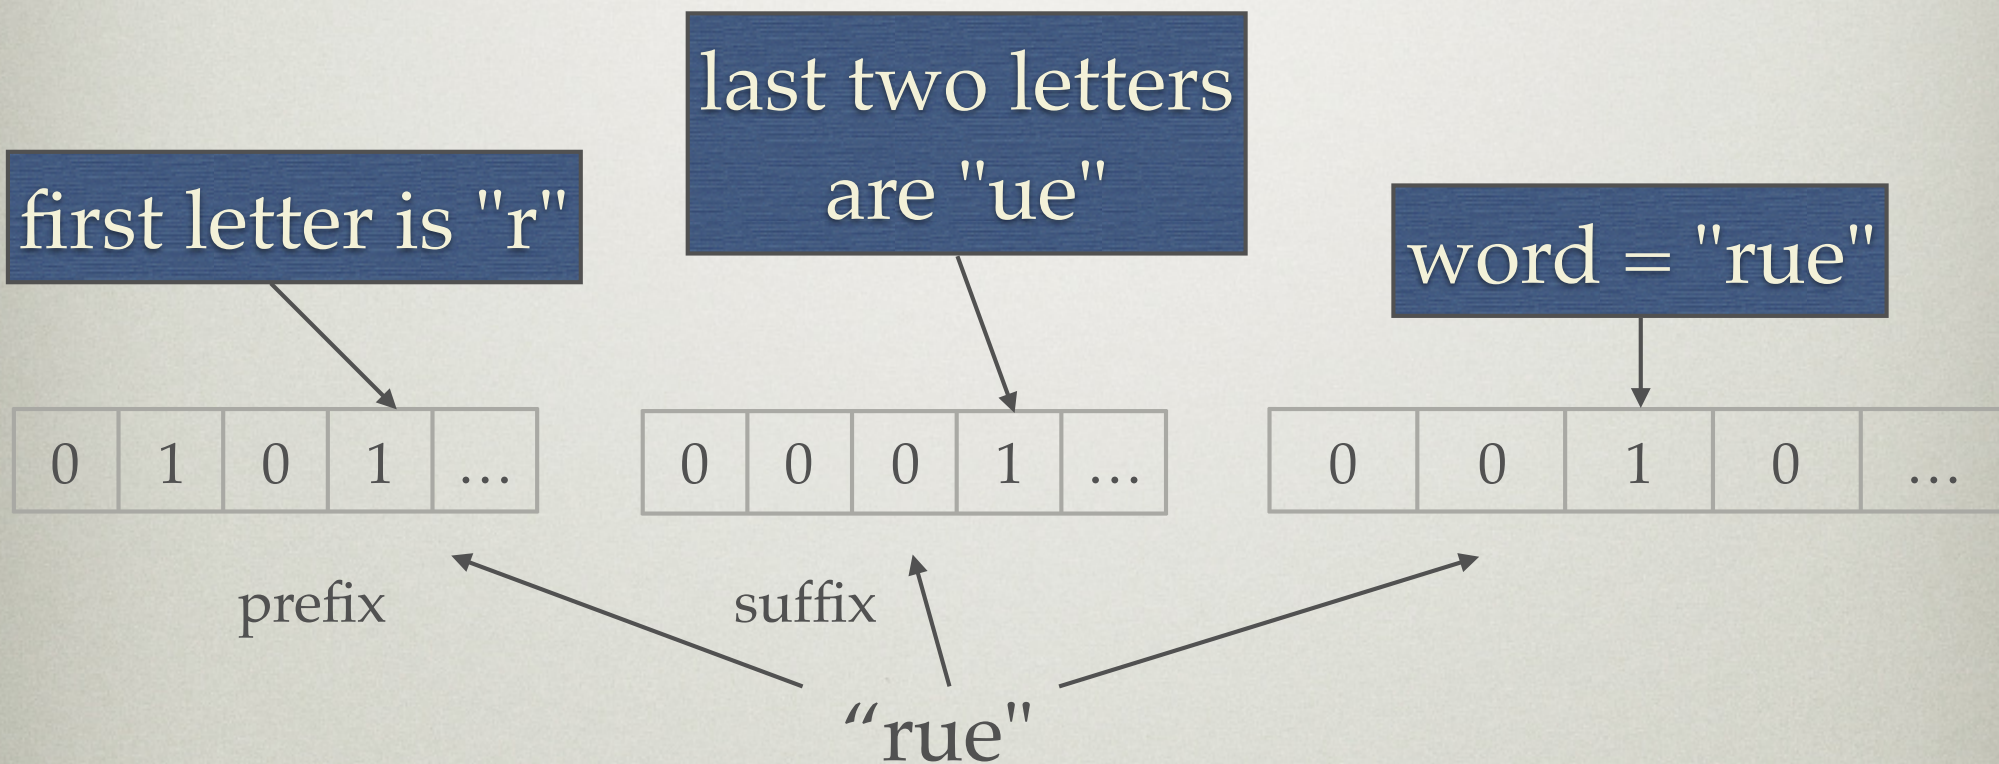 last two letters
are "ue"
first letter is "r"
word = "rue"
0 1 0 1 ...
0 0 0 1 ...
0 0 1 0 ...
prefix
suffix
“rue"